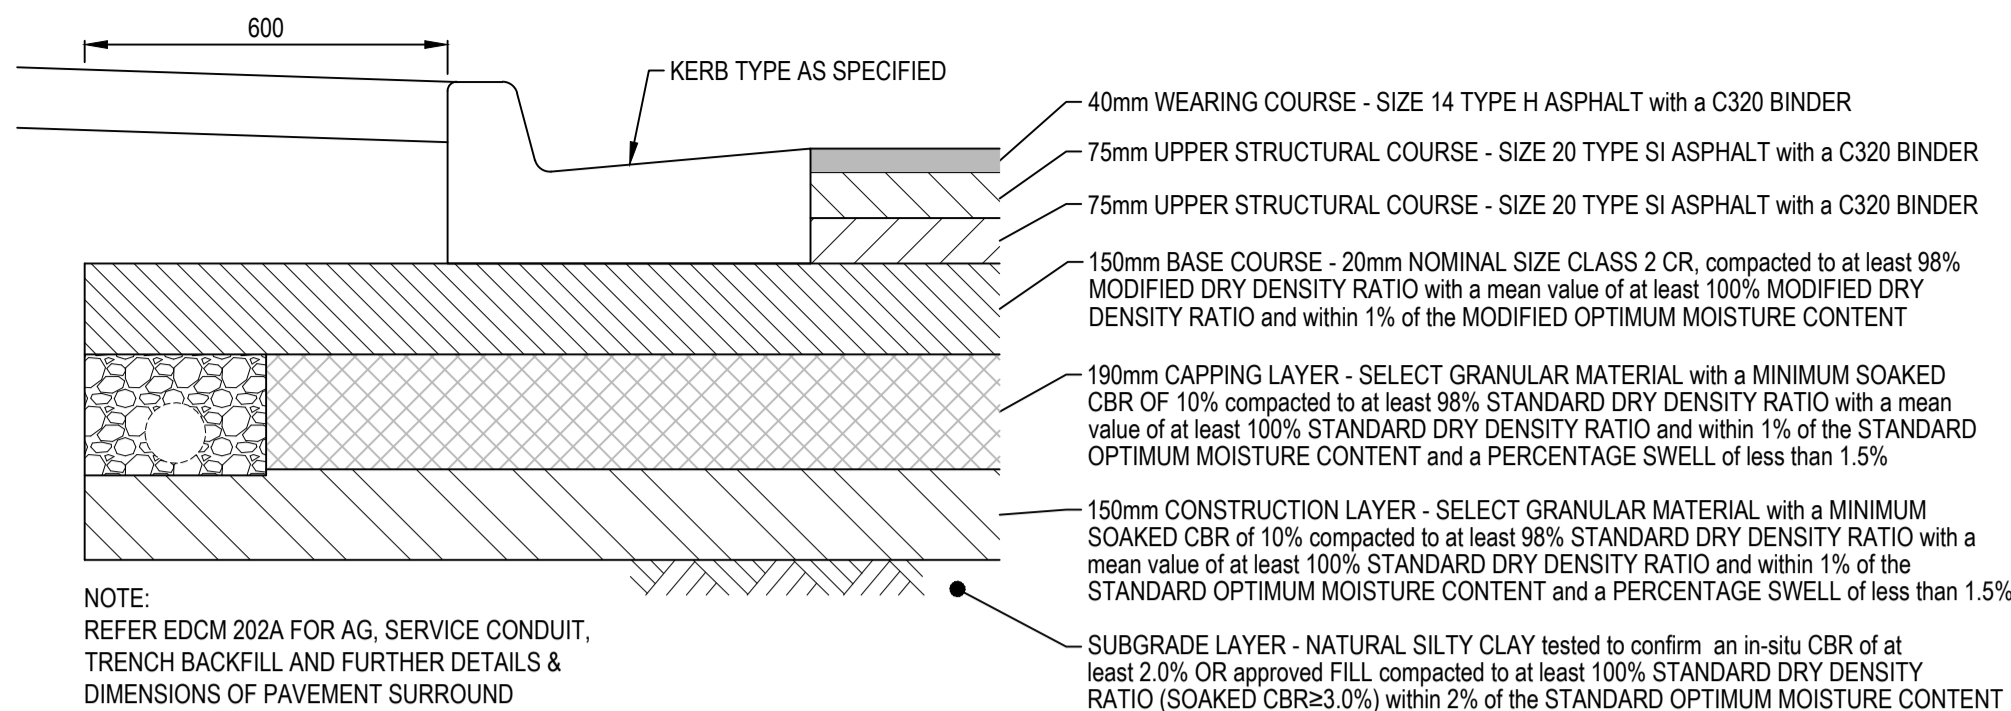 600
KERB TYPE AS SPECIFIED
40mm WEARING COURSE - SIZE 14 TYPE H ASPHALT with a C320 BINDER
75mm UPPER STRUCTURAL COURSE - SIZE 20 TYPE SI ASPHALT with a C320 BINDER
75mm UPPER STRUCTURAL COURSE - SIZE 20 TYPE SI ASPHALT with a C320 BINDER
150mm BASE COURSE - 20mm NOMINAL SIZE CLASS 2 CR, compacted to at least 98%
MODIFIED DRY DENSITY RATIO with a mean value of at least 100% MODIFIED DRY
DENSITY RATIO and within 1% of the MODIFIED OPTIMUM MOISTURE CONTENT
190mm CAPPING LAYER - SELECT GRANULAR MATERIAL with a MINIMUM SOAKED
CBR OF 10% compacted to at least 98% STANDARD DRY DENSITY RATIO with a mean
value of at least 100% STANDARD DRY DENSITY RATIO and within 1% of the STANDARD
OPTIMUM MOISTURE CONTENT and a PERCENTAGE SWELL of less than 1.5%
150mm CONSTRUCTION LAYER - SELECT GRANULAR MATERIAL with a MINIMUM
SOAKED CBR of 10% compacted to at least 98% STANDARD DRY DENSITY RATIO with a
mean value of at least 100% STANDARD DRY DENSITY RATIO and within 1% of the
STANDARD OPTIMUM MOISTURE CONTENT and a PERCENTAGE SWELL of less than 1.5%
SUBGRADE LAYER - NATURAL SILTY CLAY tested to confirm an in-situ CBR of at
least 2.0% OR approved FILL compacted to at least 100% STANDARD DRY DENSITY
RATIO (SOAKED CBR≥3.0%) within 2% of the STANDARD OPTIMUM MOISTURE CONTENT
NOTE:
REFER EDCM 202A FOR AG, SERVICE CONDUIT,
TRENCH BACKFILL AND FURTHER DETAILS &
DIMENSIONS OF PAVEMENT SURROUND